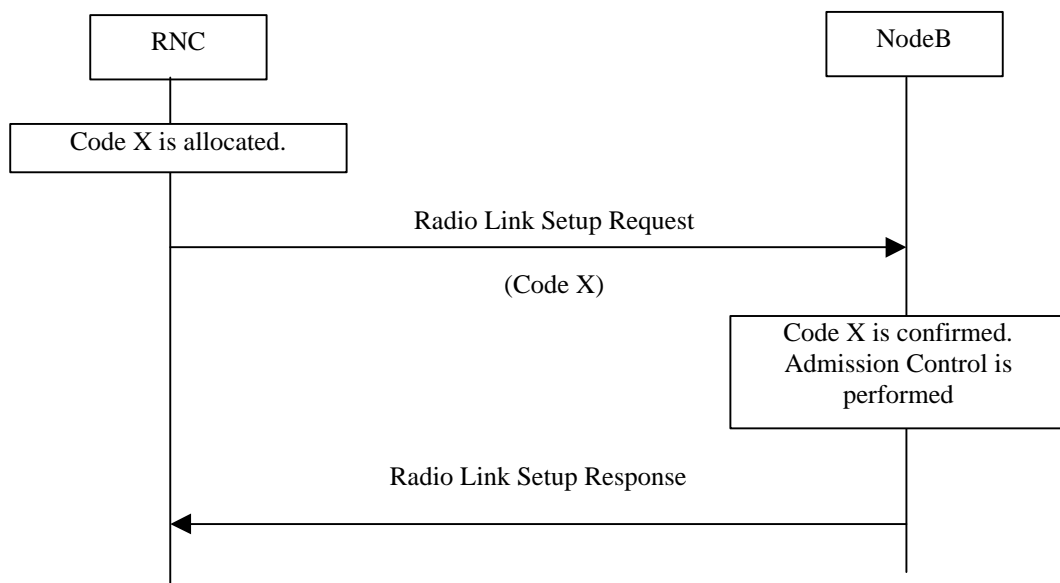 RNC
NodeB
Code X is allocated.
Radio Link Setup Request
(Code X)
Code X is confirmed.
Admission Control is
performed
Radio Link Setup Response